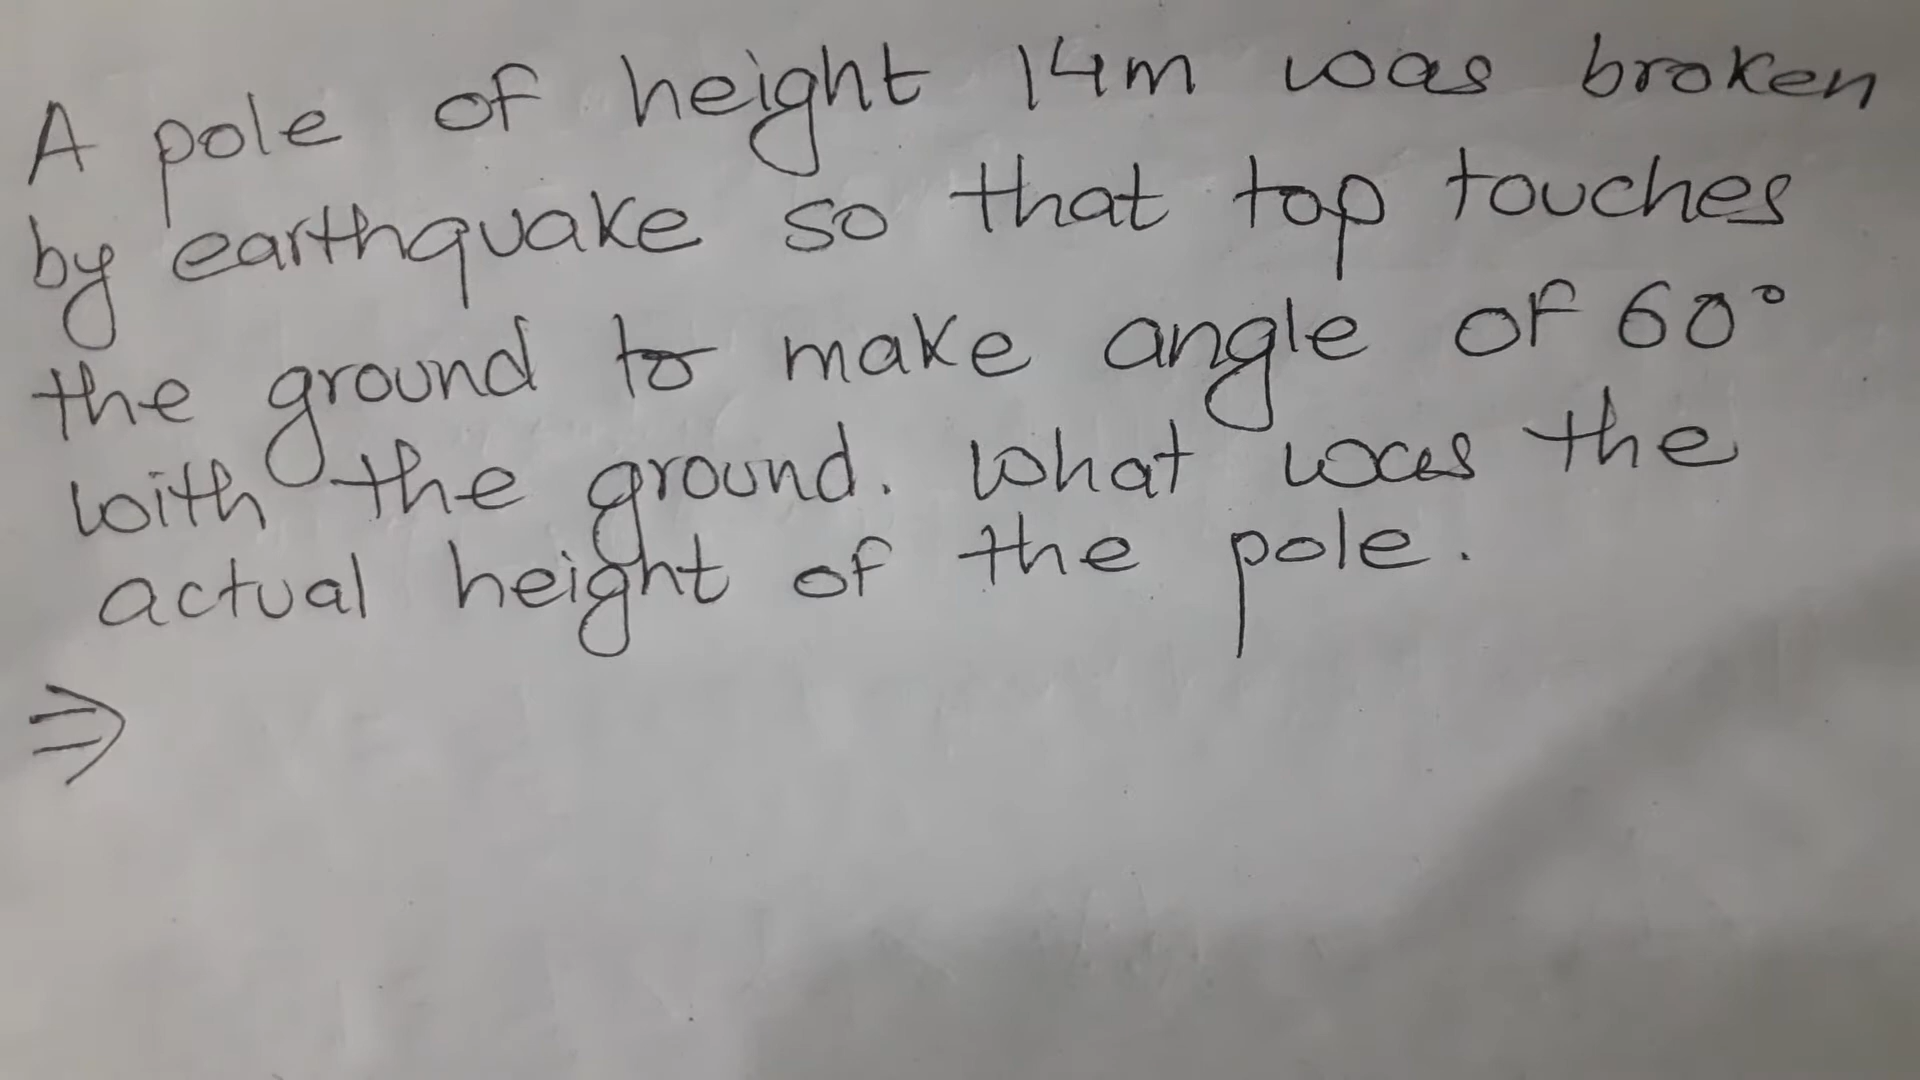 A pole of height 14m was broken
by earthquake so that top touches
the ground to make angle of 60°
with the ground. What was the
actual height of the pole.
⇒